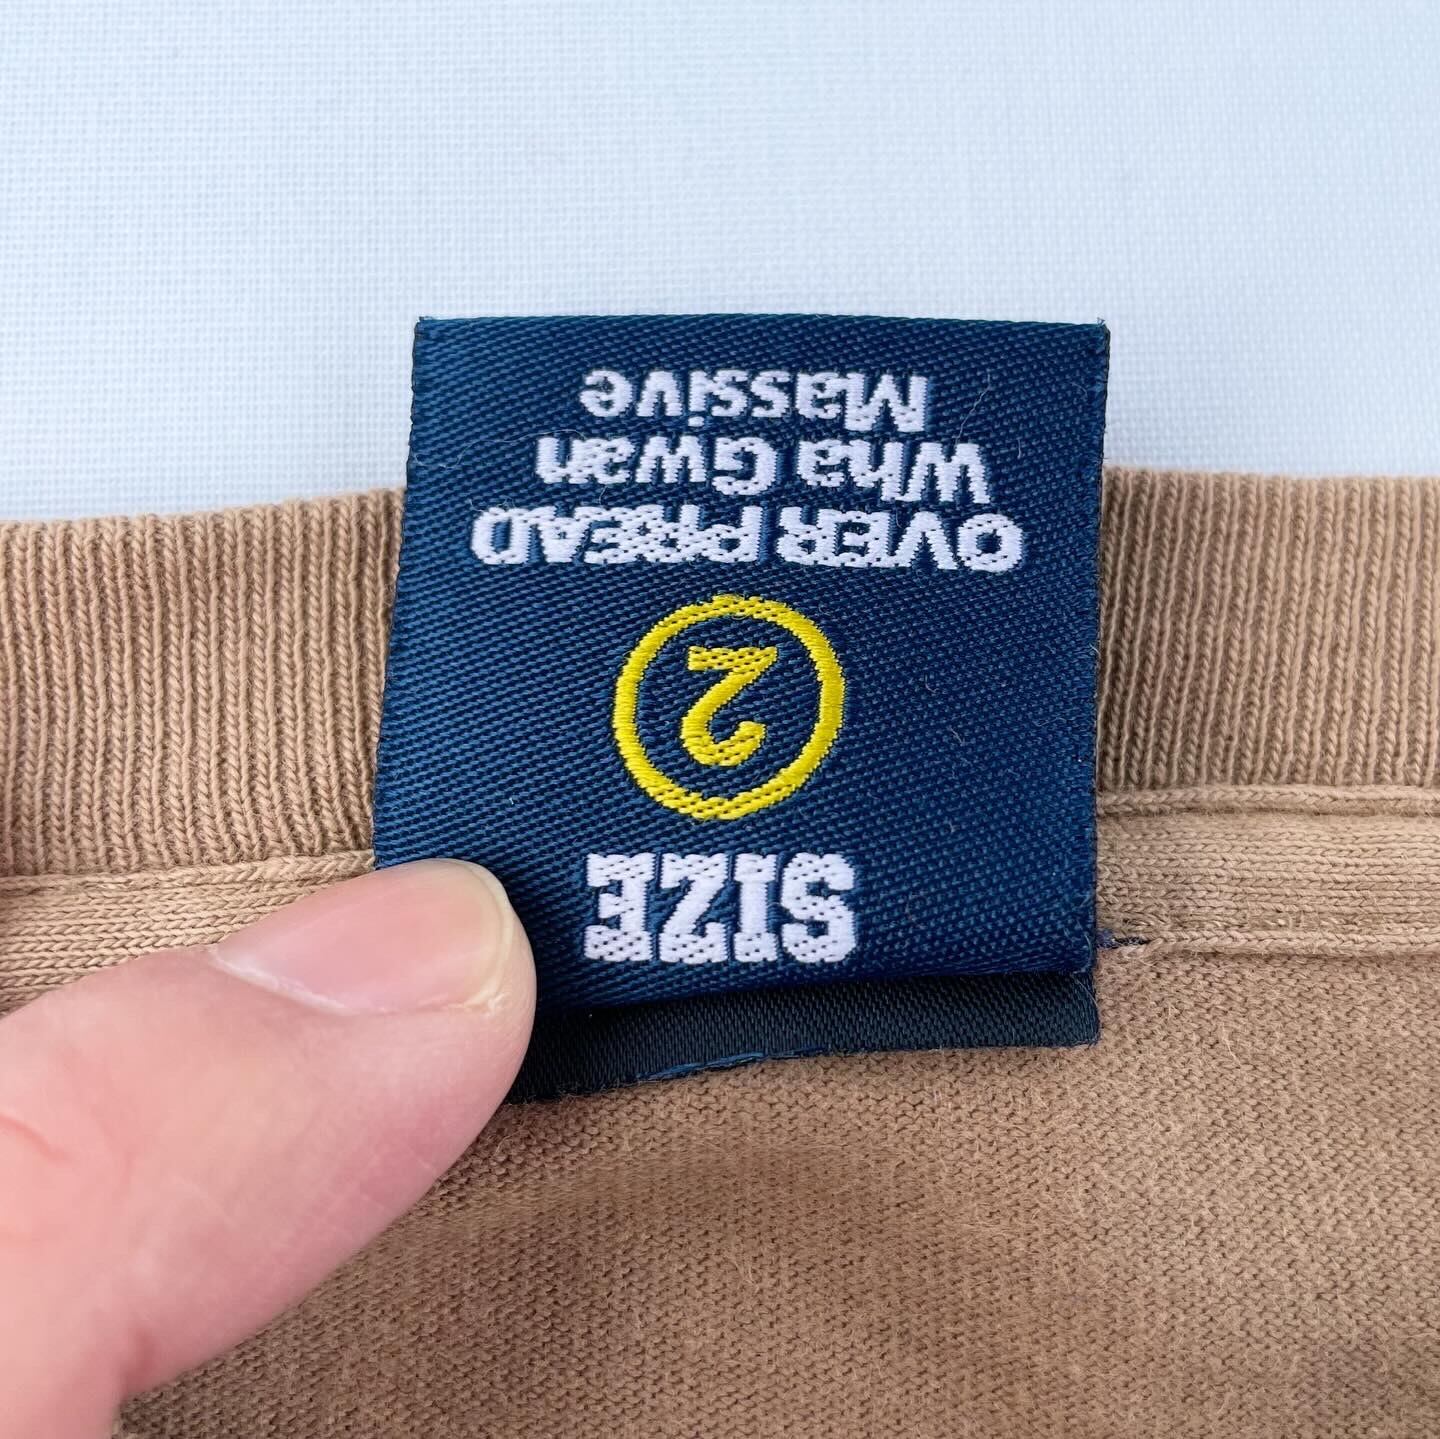 SIZE
2
OVER PREAD
Wha Gwan
Massive